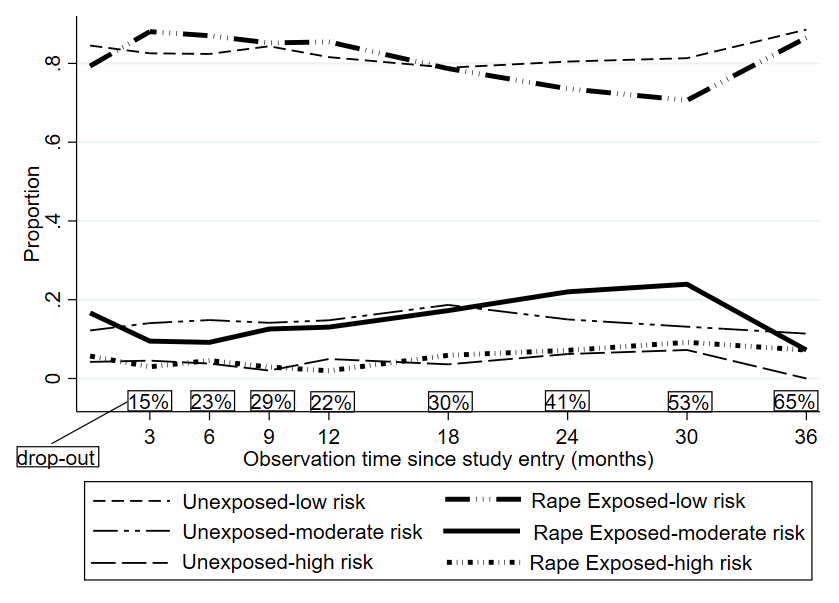 .8
.6
.4
.2
0
Proportion
15% 23% 29% 22% 30% 41% 53% 65%
3 6 9 12 18 24 30 36
drop-out
Observation time since study entry (months)
Unexposed-low risk Rape Exposed-low risk
Unexposed-moderate risk Rape Exposed-moderate risk
Unexposed-high risk Rape Exposed-high risk